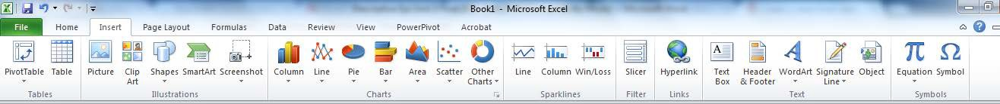 Book1 - Microsoft Excel
File Home Insert Page Layout Formulas Data Review View PowerPivot Acrobat
PivotTable Table Picture Clip Art Shapes SmartArt Screenshot Column Line Pie Bar Area Scatter Other Charts Line Column Win/Loss Slicer Hyperlink Text Box Header & Footer WordArt Signature Line Object Equation Symbol
Tables Illustrations Charts Sparklines Filter Links Text Symbols